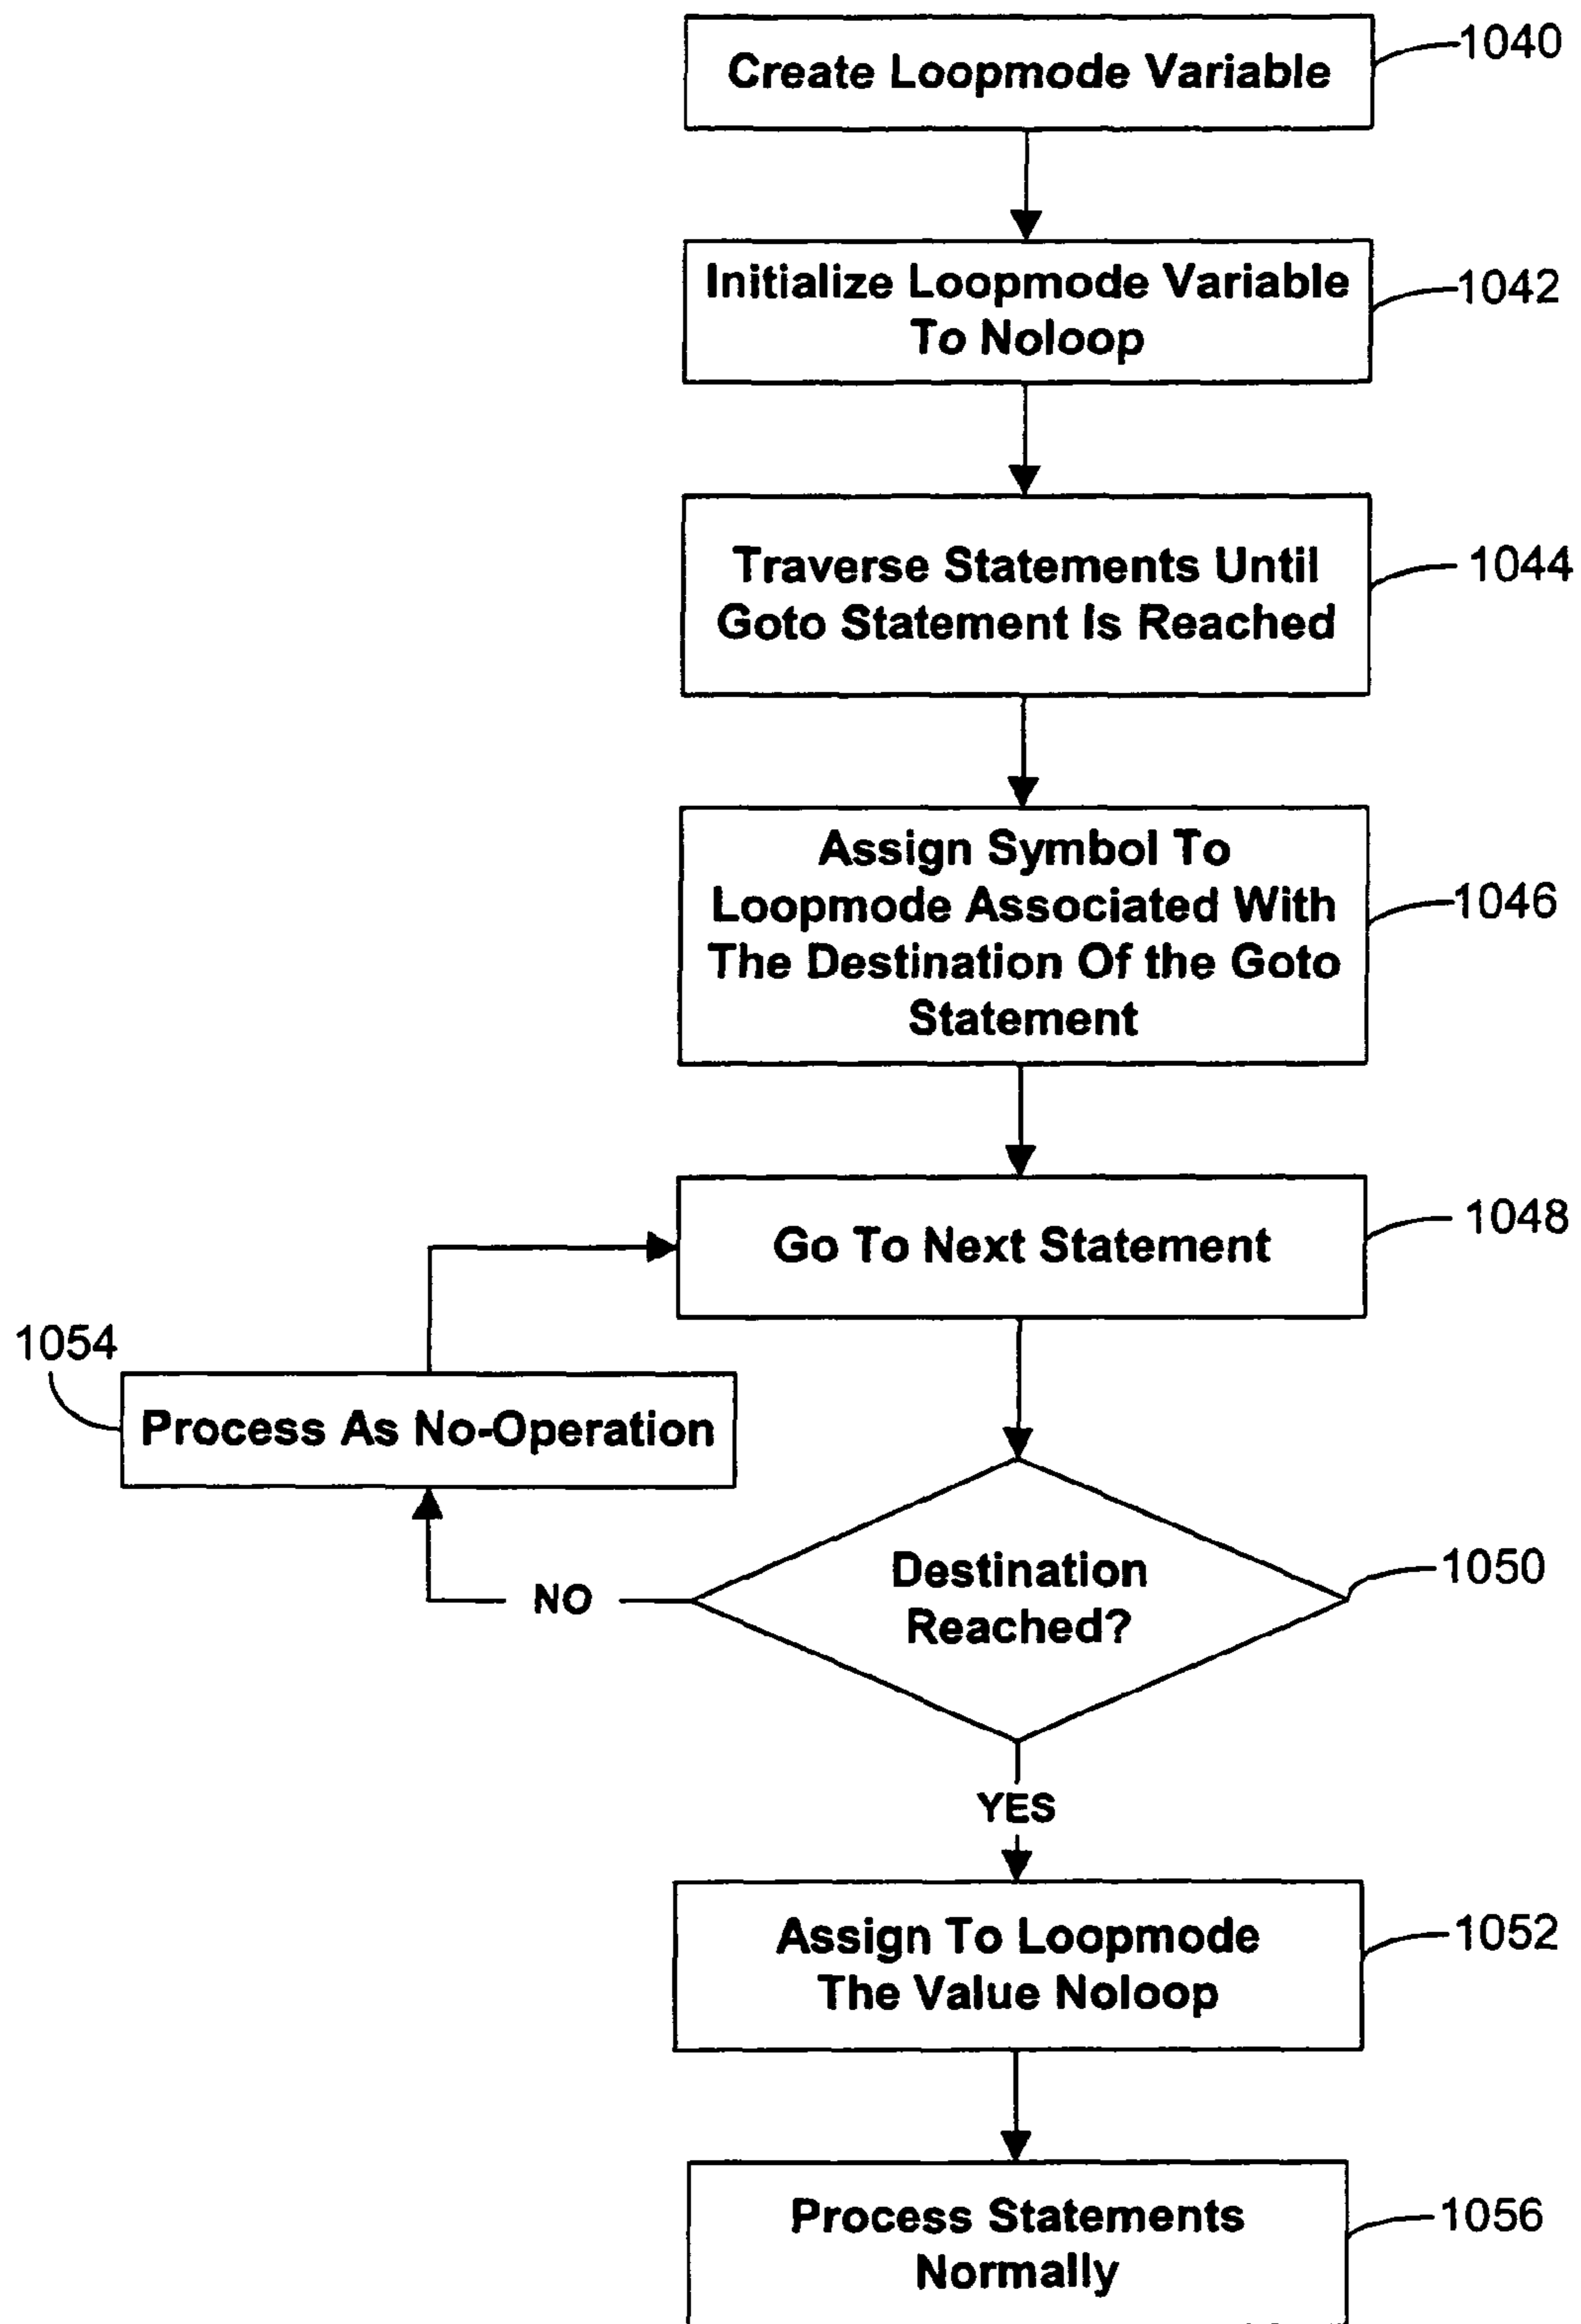 Create Loopmode Variable
1040
Initialize Loopmode Variable
To Noloop
1042
Traverse Statements Until
Goto Statement Is Reached
1044
Assign Symbol To
Loopmode Associated With
The Destination Of the Goto
Statement
1046
Go To Next Statement
1048
1054
Process As No-Operation
Destination
Reached?
1050
NO
YES
Assign To Loopmode
The Value Noloop
1052
Process Statements
Normally
1056